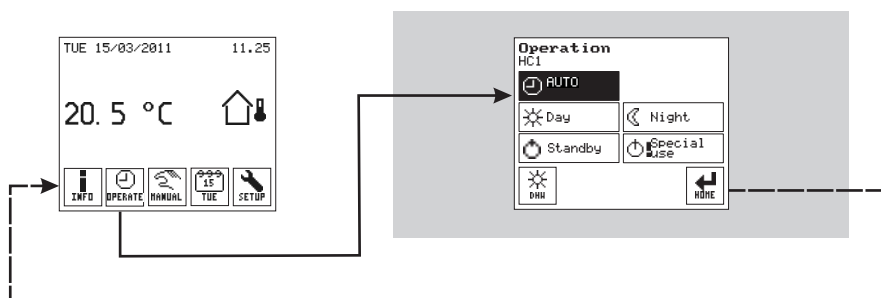 TUE 15/03/2011 11.25
20.5 °C
INFO OPERATE MANUAL 15 TUE SETUP
Operation
HC1
AUTO
Day Night
Standby Special use
DHW HOME